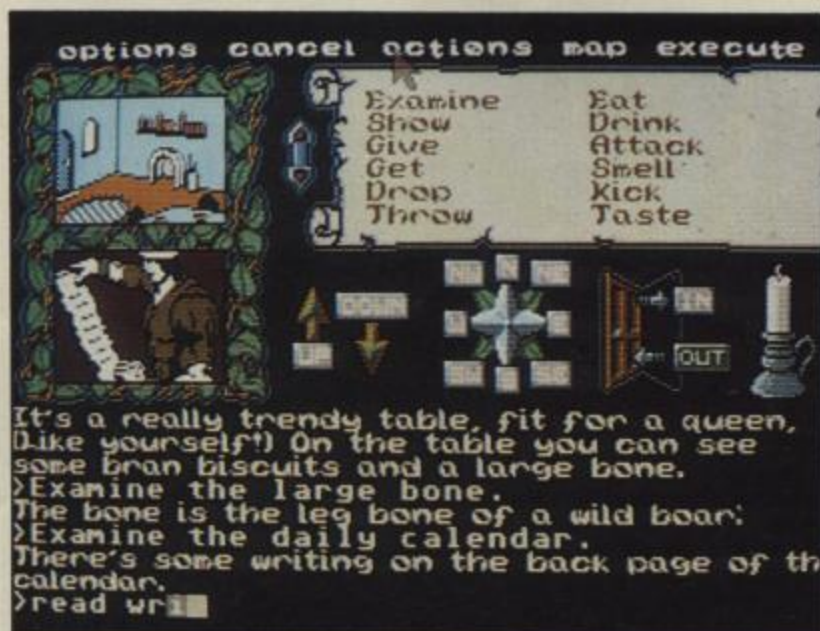 options cancel actions map execute
Examine Eat
Show Drink
Give Attack
Get Smell
Drop Kick
Throw Taste
DOWN
UP
NW N NE
W E
SW S SE
IN
OUT
It's a really trendy table, fit for a queen,
(Like yourself!) On the table you can see
some bran biscuits and a large bone.
>Examine the large bone.
The bone is the leg bone of a wild boar.
>Examine the daily calendar.
There's some writing on the back page of th
calendar.
>read wri